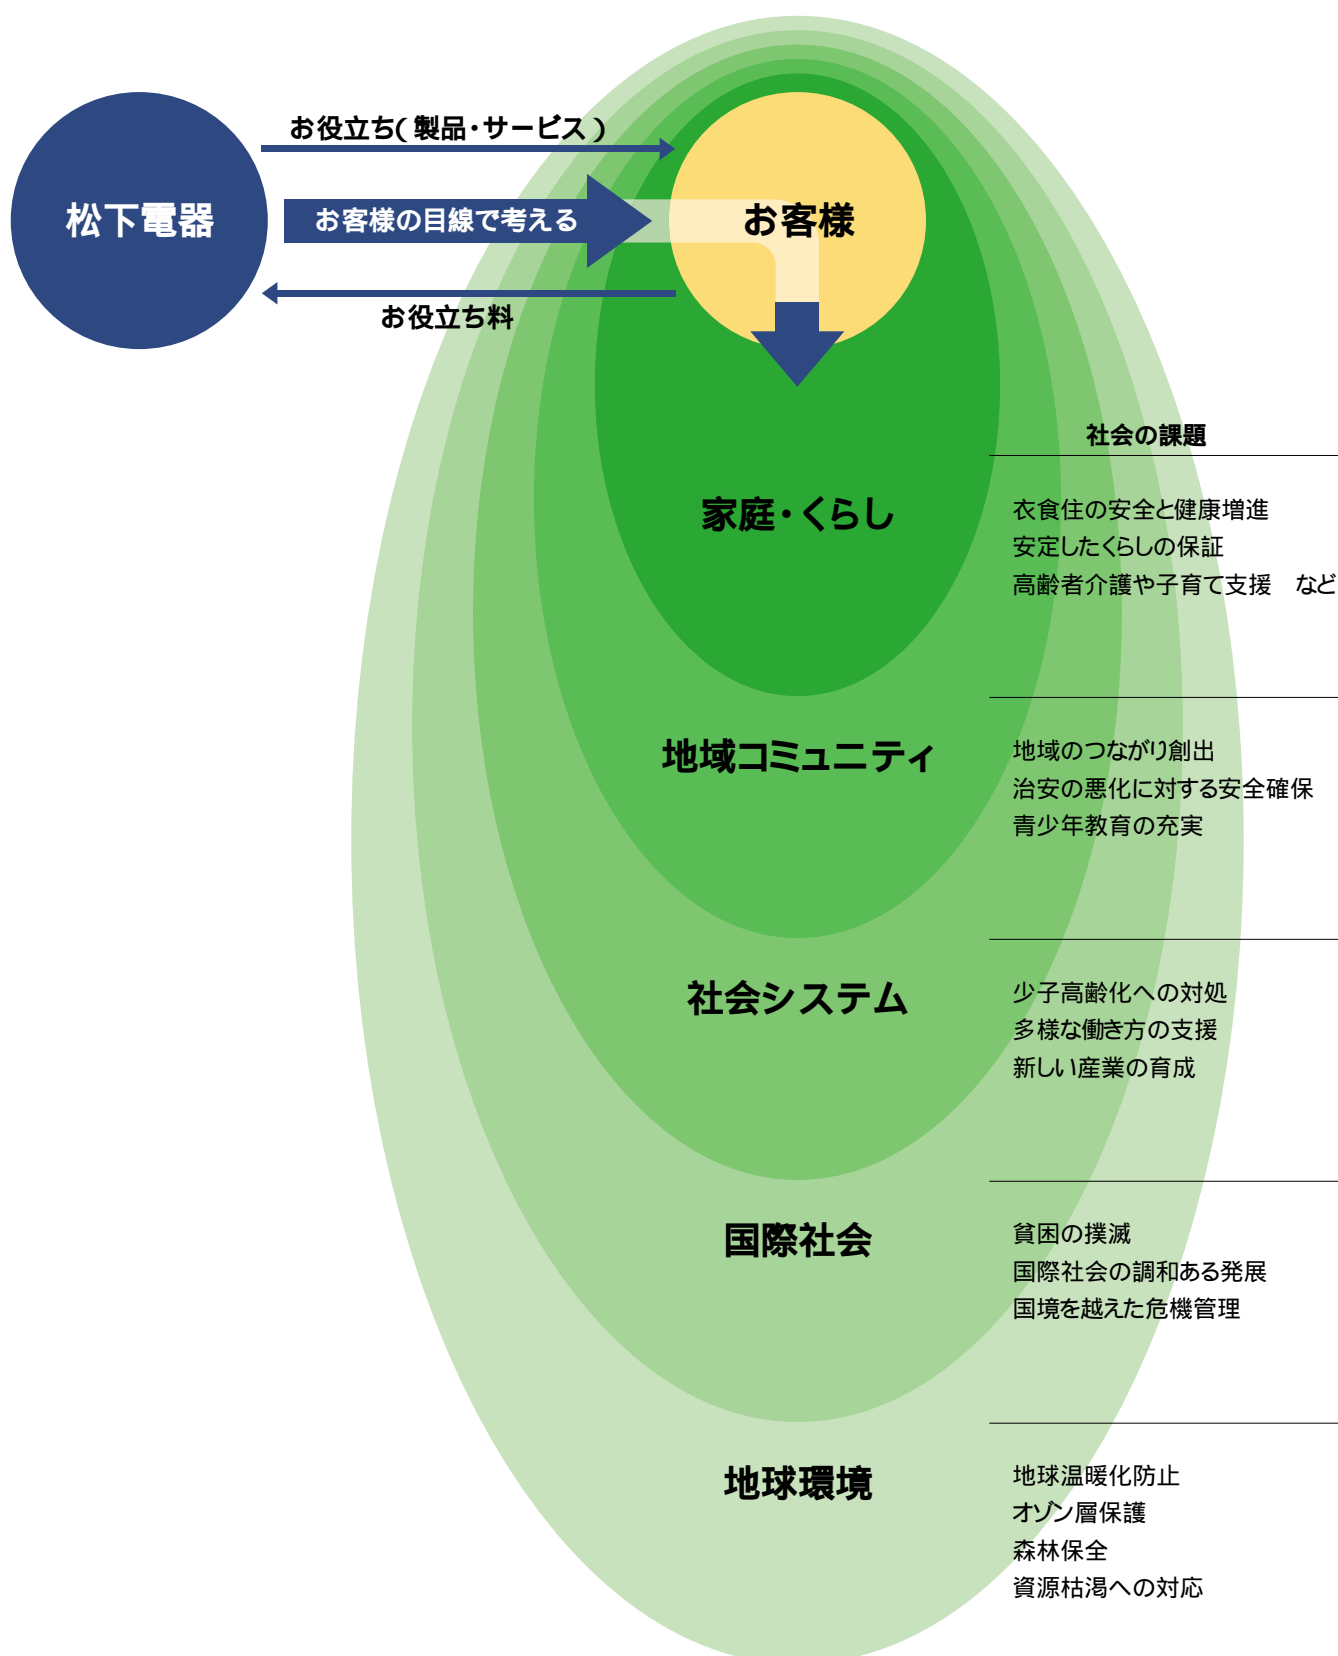 お役立ち(製品・サービス)
松下電器
お客様の目線で考える
お客様
お役立ち料
社会の課題
家庭・くらし
衣食住の安全と健康増進
安定したくらしの保証
高齢者介護や子育て支援　など
地域コミュニティ
地域のつながり創出
治安の悪化に対する安全確保
青少年教育の充実
社会システム
少子高齢化への対処
多様な働き方の支援
新しい産業の育成
国際社会
貧困の撲滅
国際社会の調和ある発展
国境を越えた危機管理
地球環境
地球温暖化防止
オゾン層保護
森林保全
資源枯渇への対応